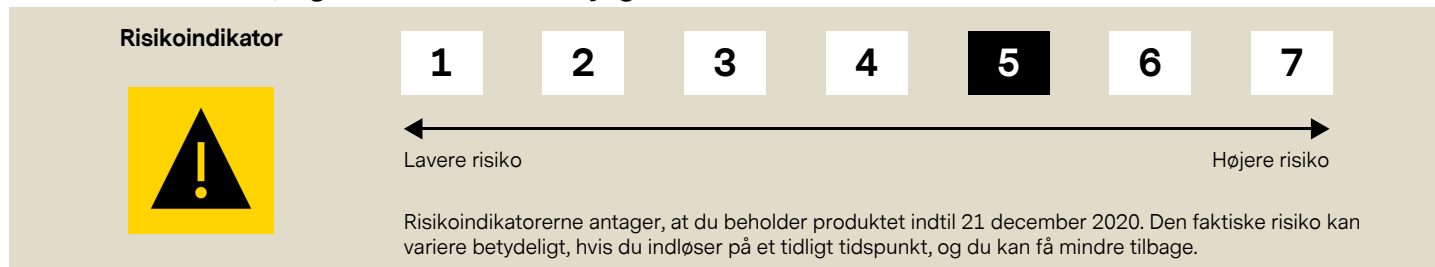 Risikoindikator
1 2 3 4 5 6 7
Lavere risiko Højere risiko
Risikoindikatorerne antager, at du beholder produktet indtil 21 december 2020. Den faktiske risiko kan
variere betydeligt, hvis du indløser på et tidligt tidspunkt, og du kan få mindre tilbage.